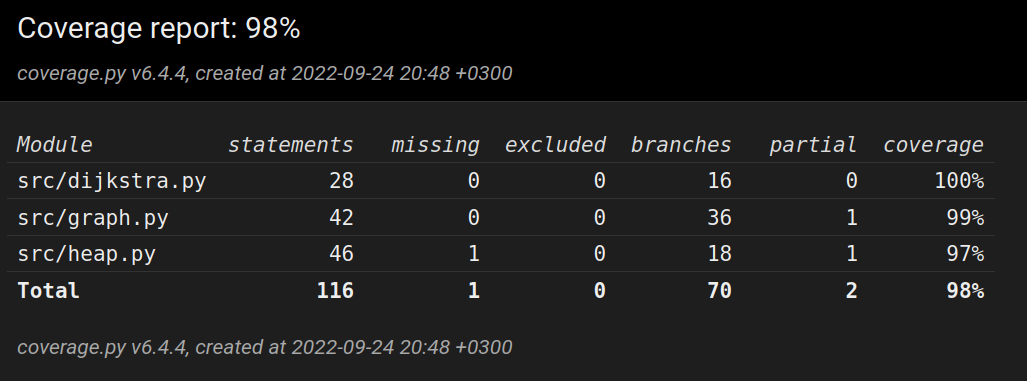 Coverage report: 98%
coverage.py v6.4.4, created at 2022-09-24 20:48 +0300
Module statements missing excluded branches partial coverage
src/dijkstra.py 28 0 0 16 0 100%
src/graph.py 42 0 0 36 1 99%
src/heap.py 46 1 0 18 1 97%
Total 116 1 0 70 2 98%
coverage.py v6.4.4, created at 2022-09-24 20:48 +0300